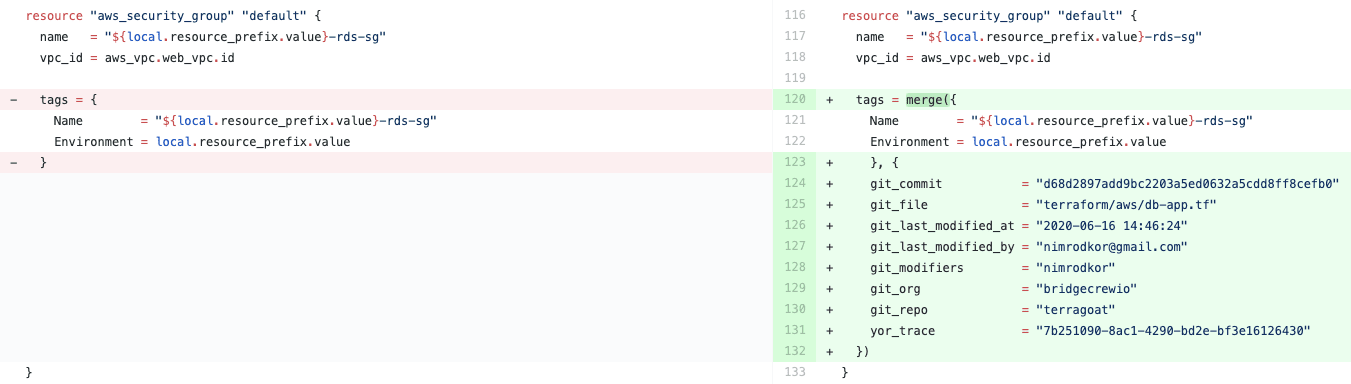 resource "aws_security_group" "default" {
name = "${local.resource_prefix.value}-rds-sg"
vpc_id = aws_vpc.web_vpc.id
- tags = {
Name = "${local.resource_prefix.value}-rds-sg"
Environment = local.resource_prefix.value
- }
}
116 resource "aws_security_group" "default" {
117 name = "${local.resource_prefix.value}-rds-sg"
118 vpc_id = aws_vpc.web_vpc.id
119
120 + tags = merge({
121 Name = "${local.resource_prefix.value}-rds-sg"
122 Environment = local.resource_prefix.value
123 + }, {
124 + git_commit = "d68d2897add9bc2203a5ed0632a5cdd8ff8cefb0"
125 + git_file = "terraform/aws/db-app.tf"
126 + git_last_modified_at = "2020-06-16 14:46:24"
127 + git_last_modified_by = "nimrodkor@gmail.com"
128 + git_modifiers = "nimrodkor"
129 + git_org = "bridgecrewio"
130 + git_repo = "terragoat"
131 + yor_trace = "7b251090-8ac1-4290-bd2e-bf3e16126430"
132 + })
133 }